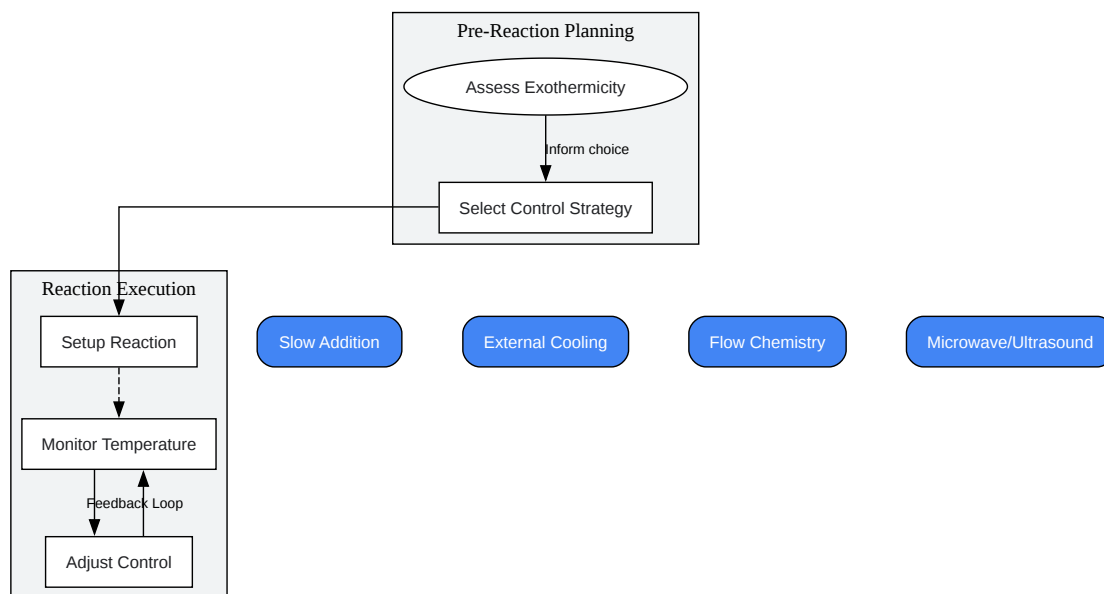 Pre-Reaction Planning
Assess Exothermicity
Inform choice
Select Control Strategy
Reaction Execution
Setup Reaction
Slow Addition
External Cooling
Flow Chemistry
Microwave/Ultrasound
Monitor Temperature
Feedback Loop
Adjust Control